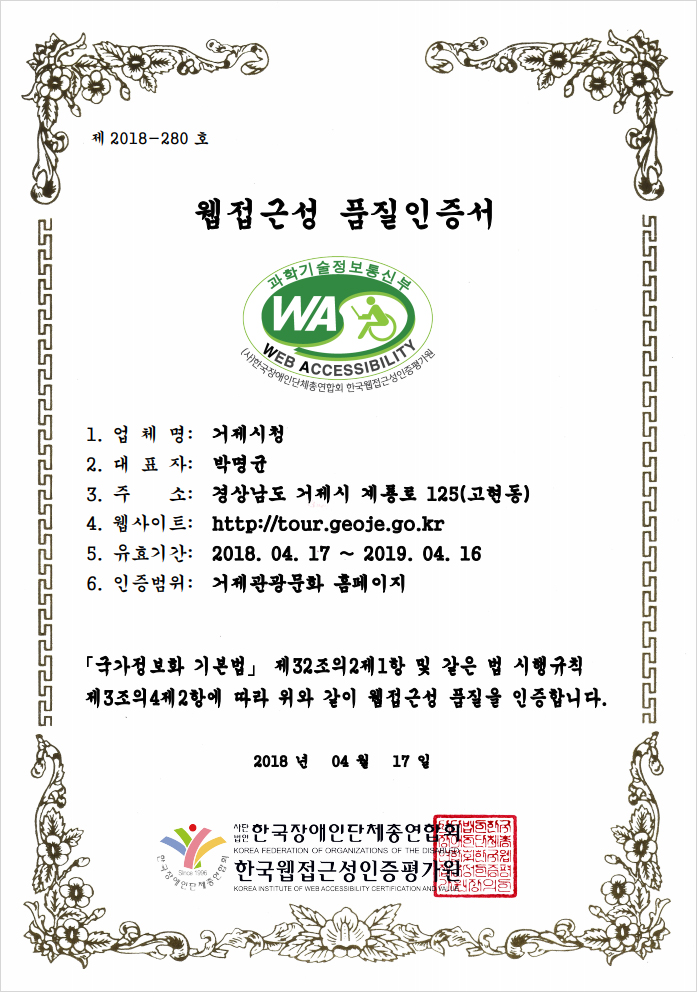 제 2018-280 호
웹접근성 품질인증서
과학기술정보통신부
WA
WEB ACCESSIBILITY
(사)한국장애인단체총연합회 한국웹접근성인증평가원
1. 업 체 명: 거제시청
2. 대 표 자: 박명균
3. 주 소: 경상남도 거제시 계룡로 125(고현동)
4. 웹사이트: http://tour.geoje.go.kr
5. 유효기간: 2018. 04. 17 ~ 2019. 04. 16
6. 인증범위: 거제관광문화 홈페이지
「국가정보화 기본법」 제32조의2제1항 및 같은 법 시행규칙
제3조의4제2항에 따라 위와 같이 웹접근성 품질을 인증합니다.
2018 년 04 월 17 일
Since 1996
한국장애인단체총연합회
사단법인 한국장애인단체총연합회
KOREA FEDERATION OF ORGANIZATIONS OF THE DISABLED
한국웹접근성인증평가원
KOREA INSTITUTE OF WEB ACCESSIBILITY CERTIFICATION AND